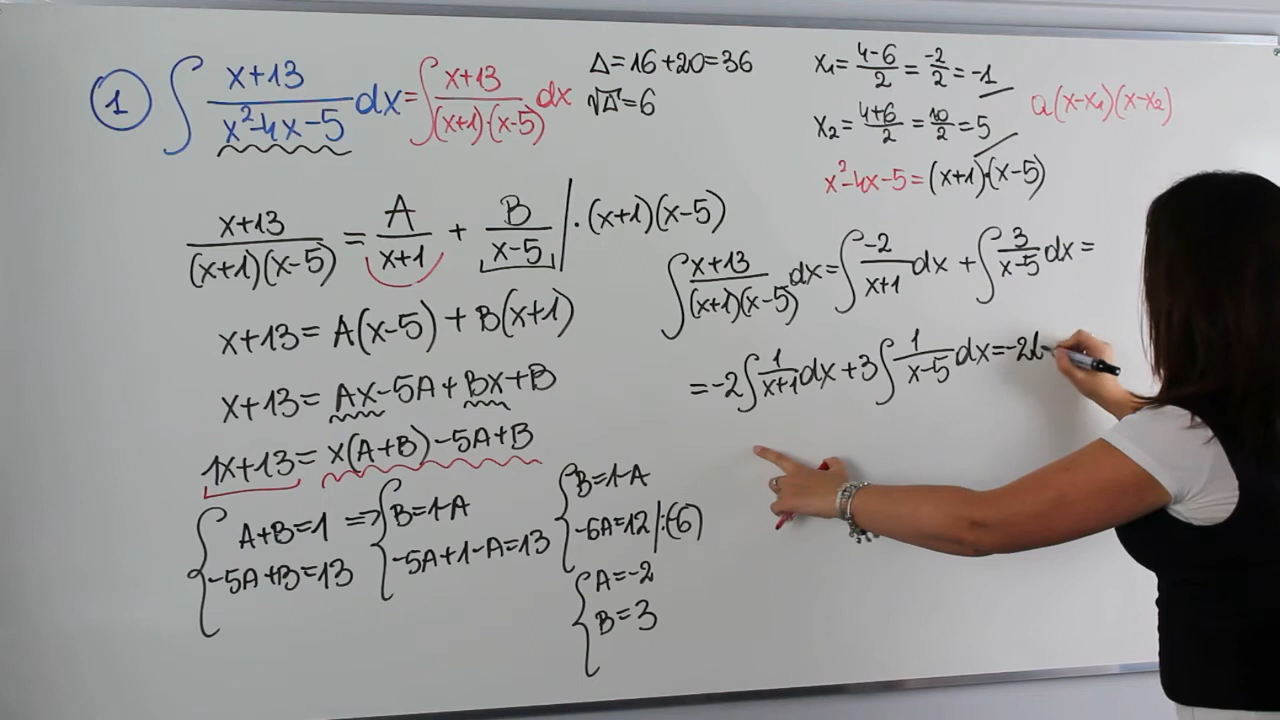 ① ∫ x+13 / x²-4x-5 dx = ∫ x+13 / (x+1)·(x-5) dx
Δ=16+20=36
√Δ=6
x₁= 4-6 / 2 = -2 / 2 = -1
x₂= 4+6 / 2 = 10 / 2 = 5
a(x-x₁)(x-x₂)
x²-4x-5=(x+1)·(x-5)
x+13 / (x+1)(x-5) = A / x+1 + B / x-5 | ·(x+1)(x-5)
x+13=A(x-5)+B(x+1)
x+13=Ax-5A+Bx+B
1x+13=x(A+B)-5A+B
{ A+B=1 ⇒ { B=1-A { B=1-A
-5A+B=13 -5A+1-A=13 -6A=12 |:(-6)
{ A=-2
B=3
∫ x+13 / (x+1)(x-5) dx = ∫ -2 / x+1 dx + ∫ 3 / x-5 dx =
= -2 ∫ 1 / x+1 dx + 3 ∫ 1 / x-5 dx = -2